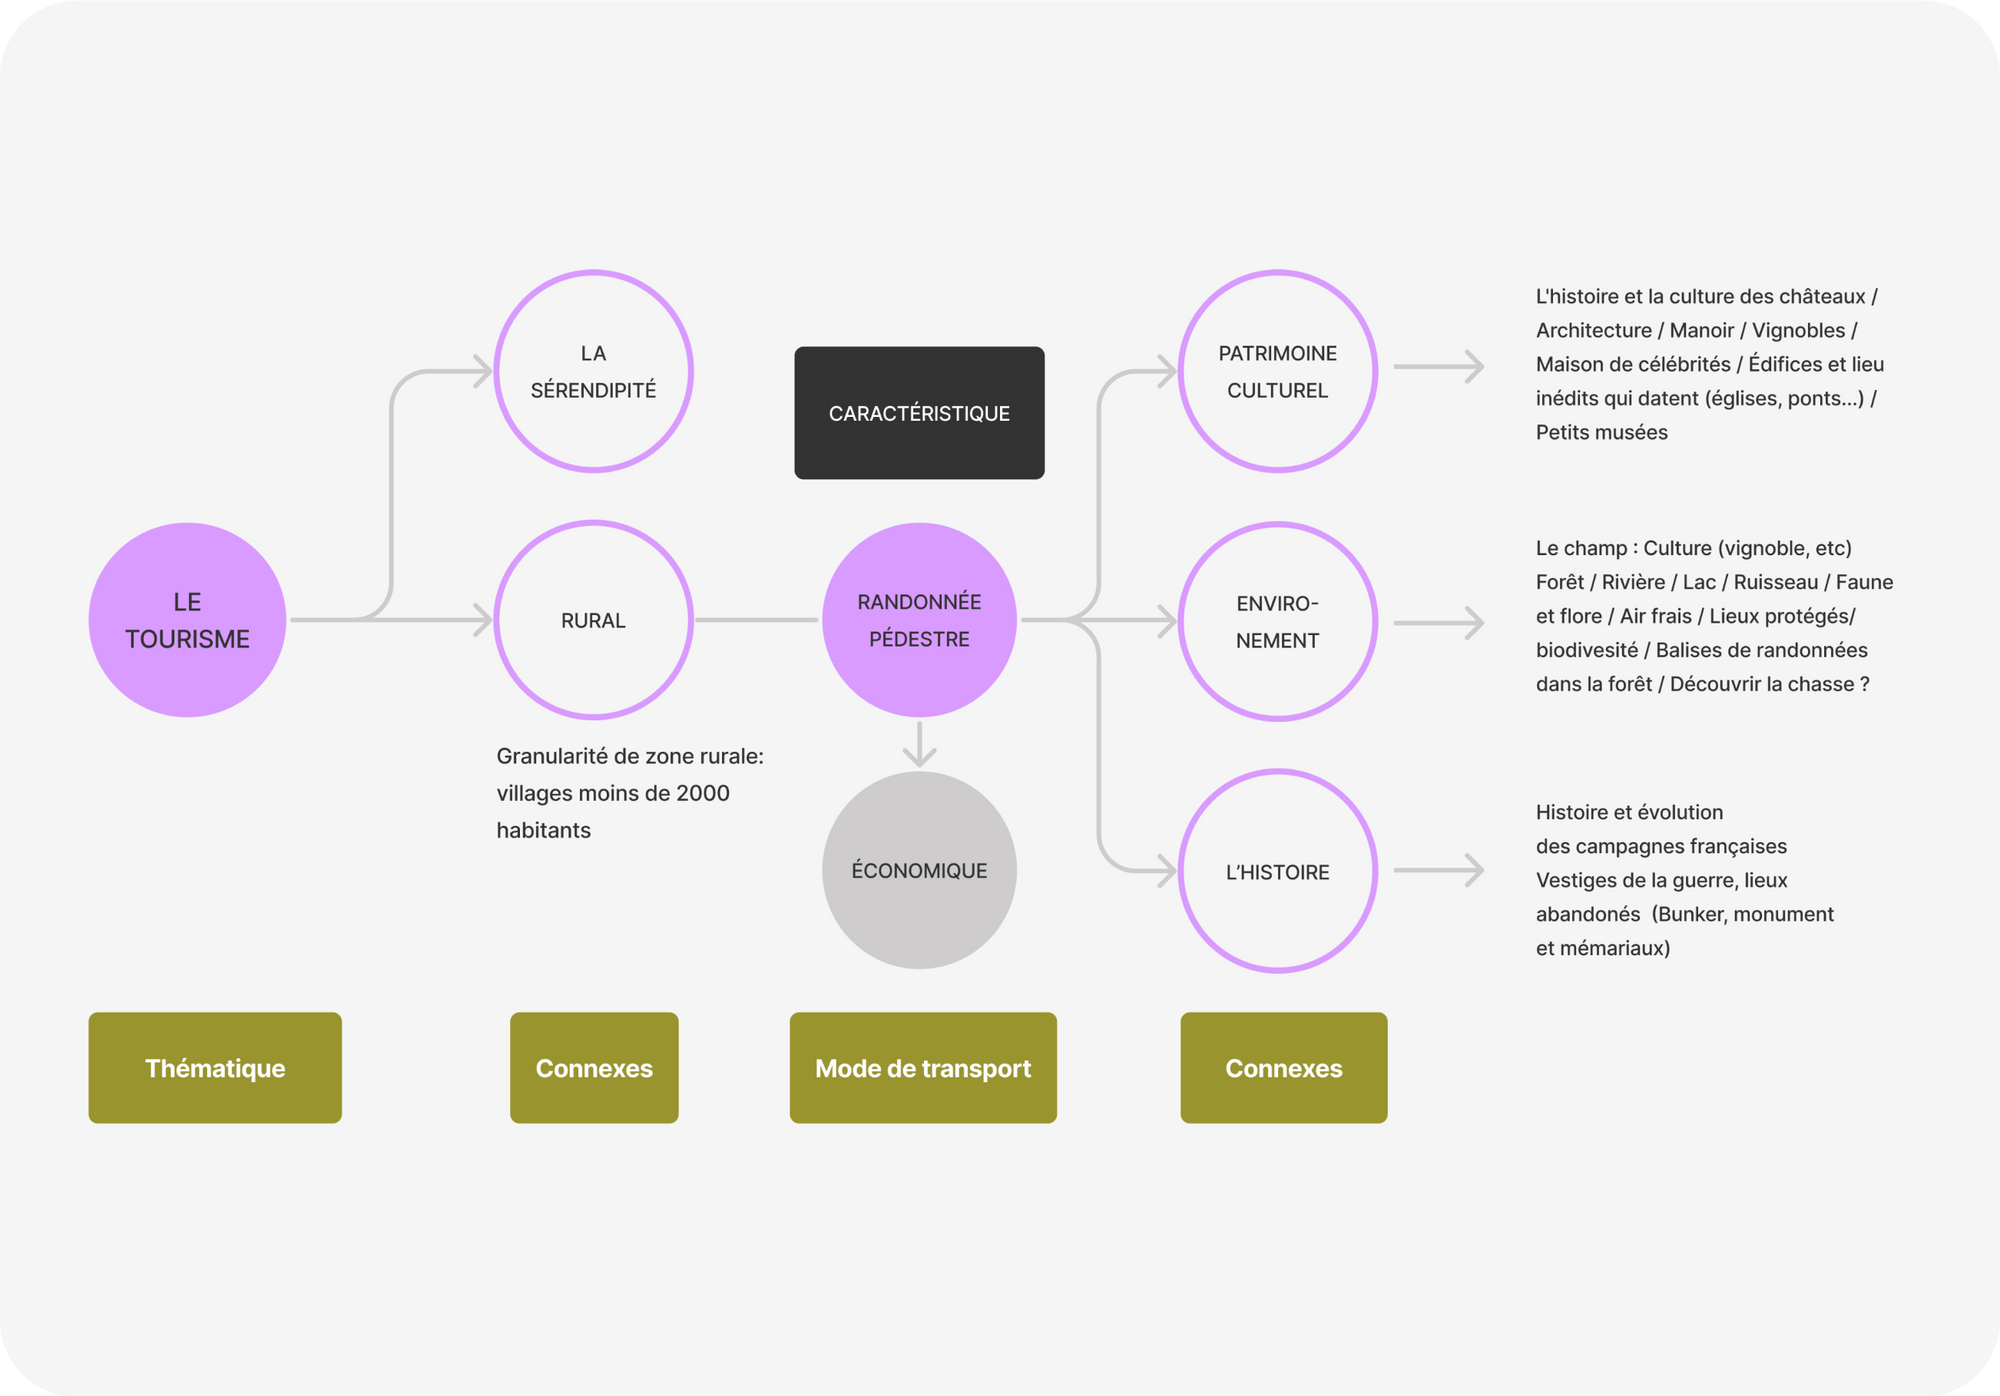 LE
TOURISME
LA
SÉRENDIPITÉ
RURAL
Granularité de zone rurale:
villages moins de 2000
habitants
CARACTÉRISTIQUE
RANDONNÉE
PÉDESTRE
ÉCONOMIQUE
PATRIMOINE
CULTUREL
L'histoire et la culture des châteaux /
Architecture / Manoir / Vignobles /
Maison de célébrités / Édifices et lieu
inédits qui datent (églises, ponts...) /
Petits musées
ENVIRO-
NEMENT
Le champ : Culture (vignoble, etc)
Forêt / Rivière / Lac / Ruisseau / Faune
et flore / Air frais / Lieux protégés/
biodivesité / Balises de randonnées
dans la forêt / Découvrir la chasse ?
L’HISTOIRE
Histoire et évolution
des campagnes françaises
Vestiges de la guerre, lieux
abandonés  (Bunker, monument
et mémariaux)
Thématique
Connexes
Mode de transport
Connexes